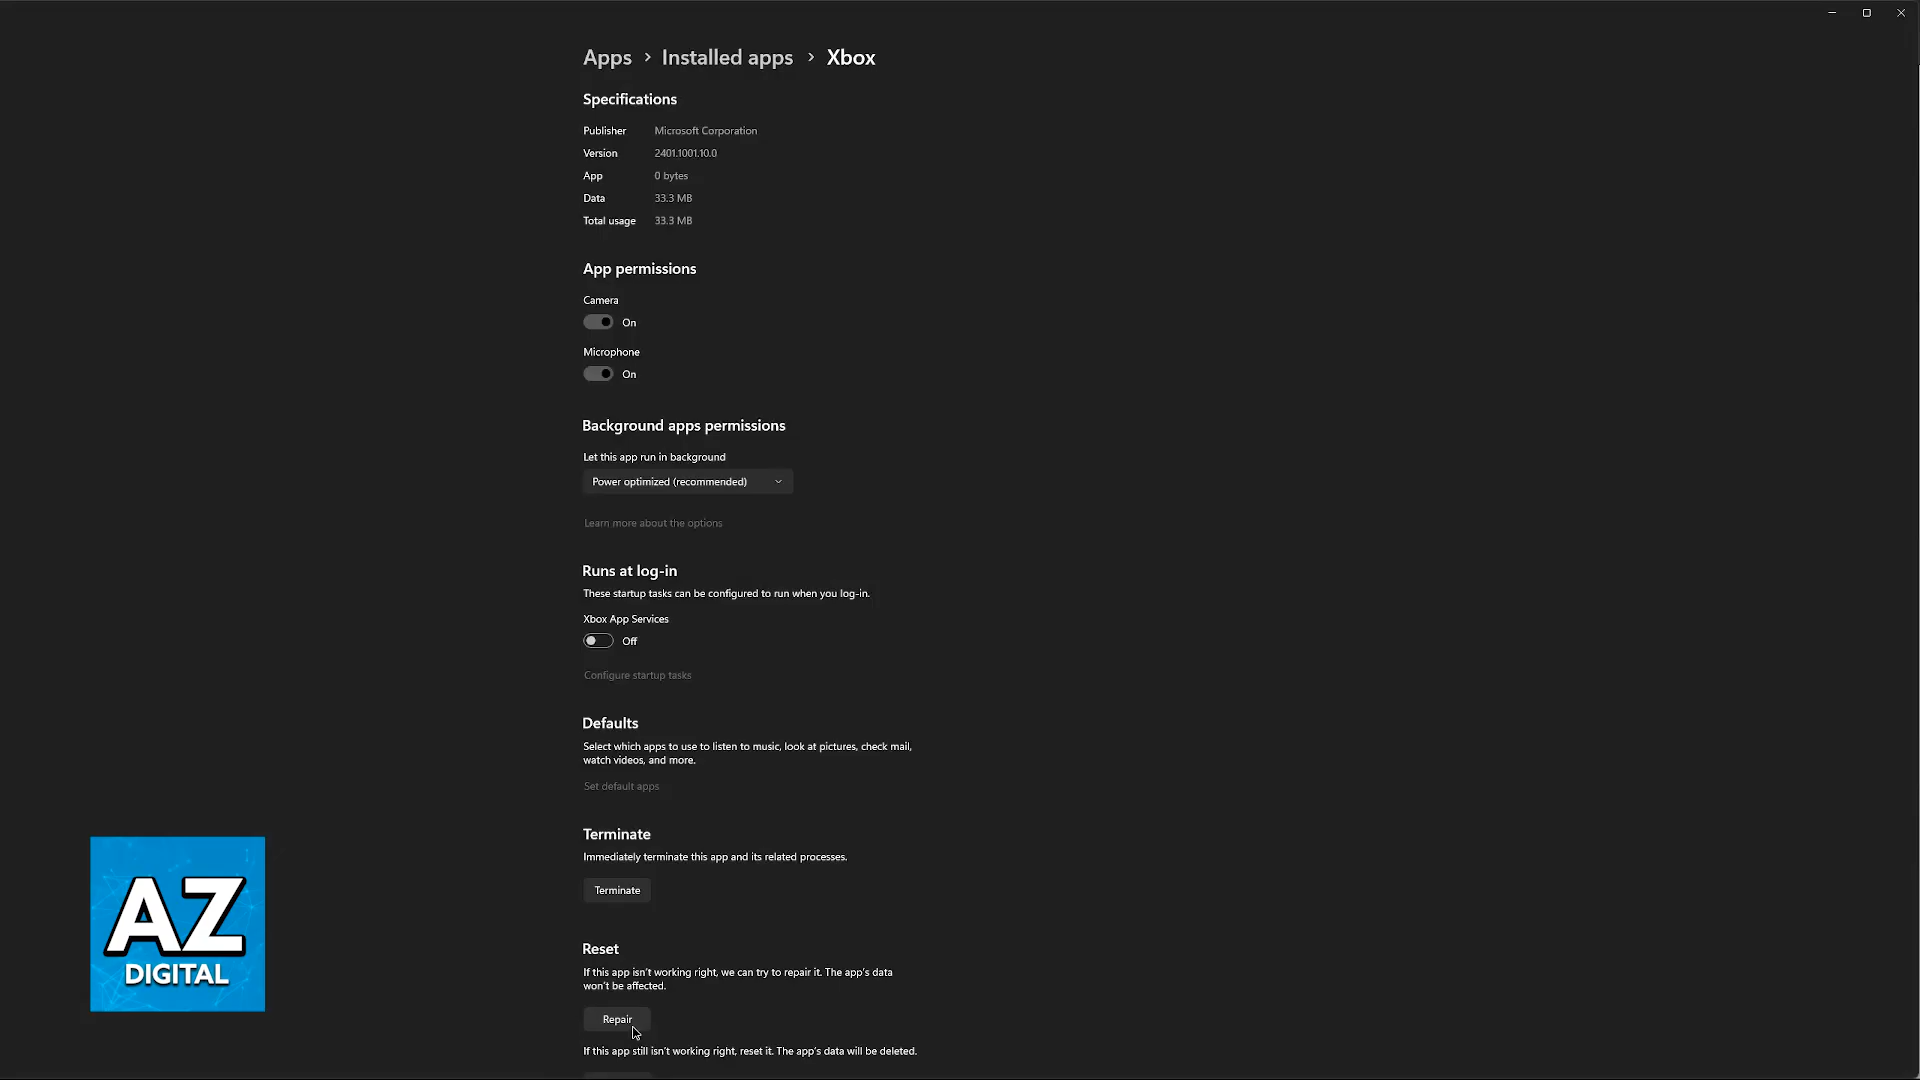 Apps > Installed apps > Xbox
Specifications
Publisher Microsoft Corporation
Version 2401.1001.10.0
App 0 bytes
Data 33.3 MB
Total usage 33.3 MB
App permissions
Camera
On
Microphone
On
Background apps permissions
Let this app run in background
Power optimized (recommended)
Learn more about the options
Runs at log-in
These startup tasks can be configured to run when you log-in.
Xbox App Services
Off
Configure startup tasks
Defaults
Select which apps to use to listen to music, look at pictures, check mail,
watch videos, and more.
Set default apps
Terminate
Immediately terminate this app and its related processes.
Terminate
Reset
If this app isn't working right, we can try to repair it. The app's data
won't be affected.
Repair
If this app still isn't working right, reset it. The app's data will be deleted.
AZ
DIGITAL